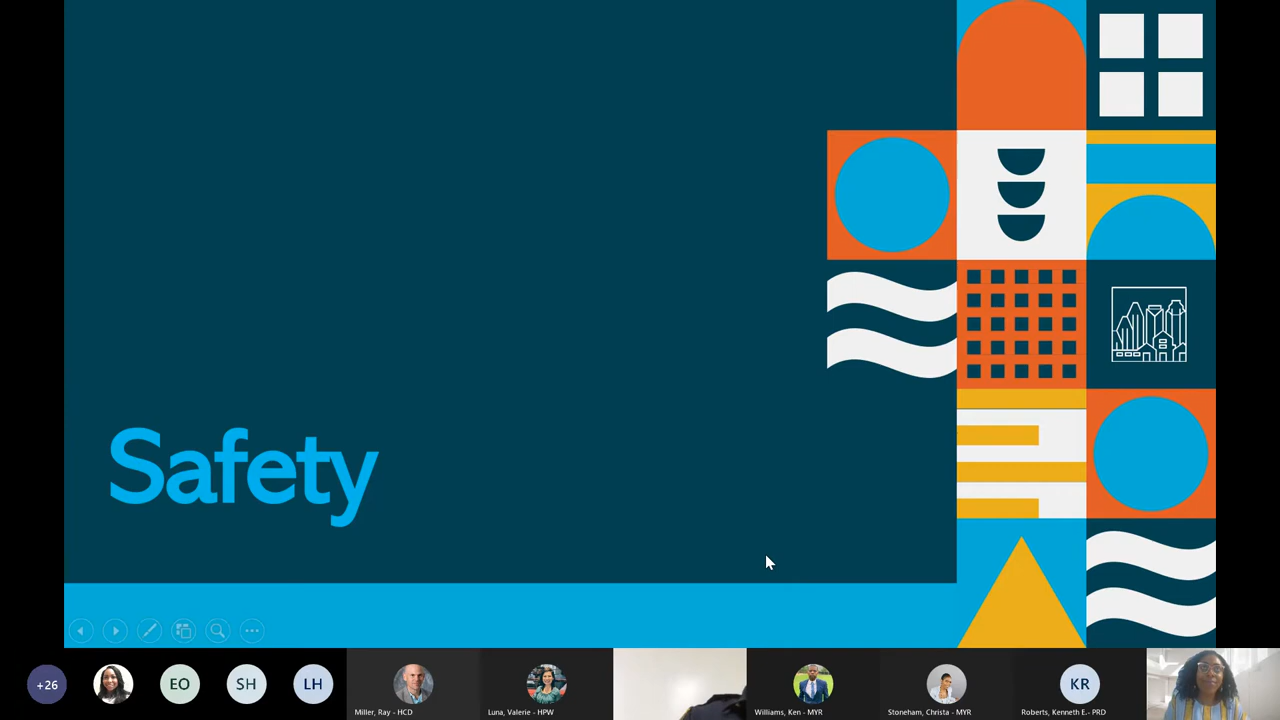 Safety
+26
EO
SH
LH
Miller, Ray - HCD
Luna, Valerie - HPW
Williams, Ken - MYR
Stoneham, Christa - MYR
KR
Roberts, Kenneth E.- PRD